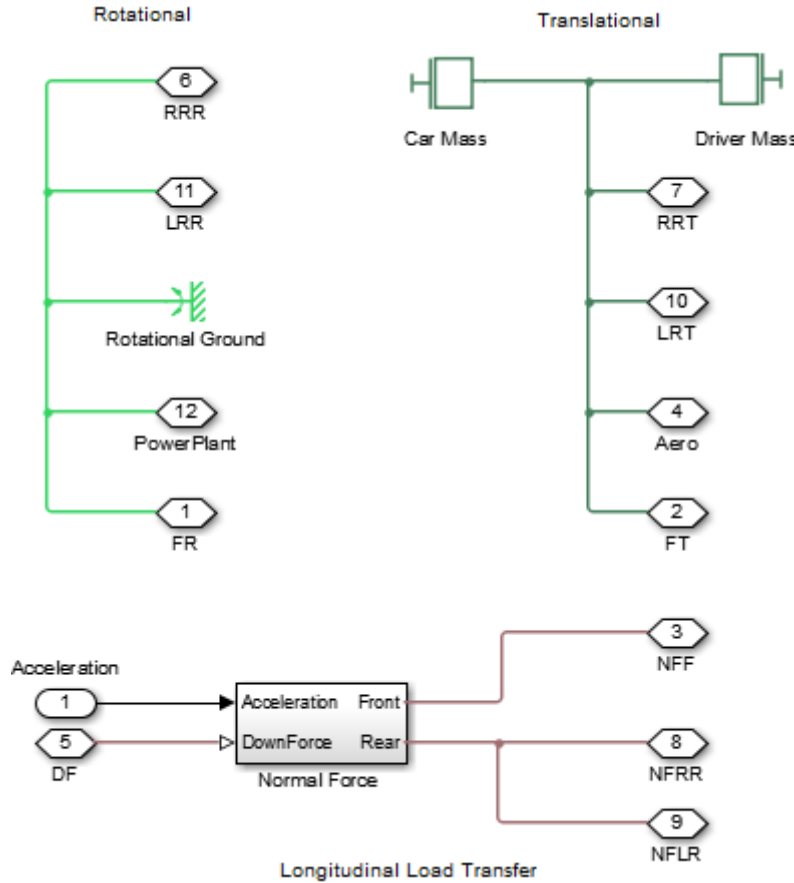 Rotational
6
RRR
11
LRR
Rotational Ground
12
PowerPlant
1
FR
Translational
Car Mass
Driver Mass
7
RRT
10
LRT
4
Aero
2
FT
Acceleration
1
5
DF
Acceleration Front
DownForce Rear
Normal Force
3
NFF
8
NFRR
9
NFLR
Longitudinal Load Transfer